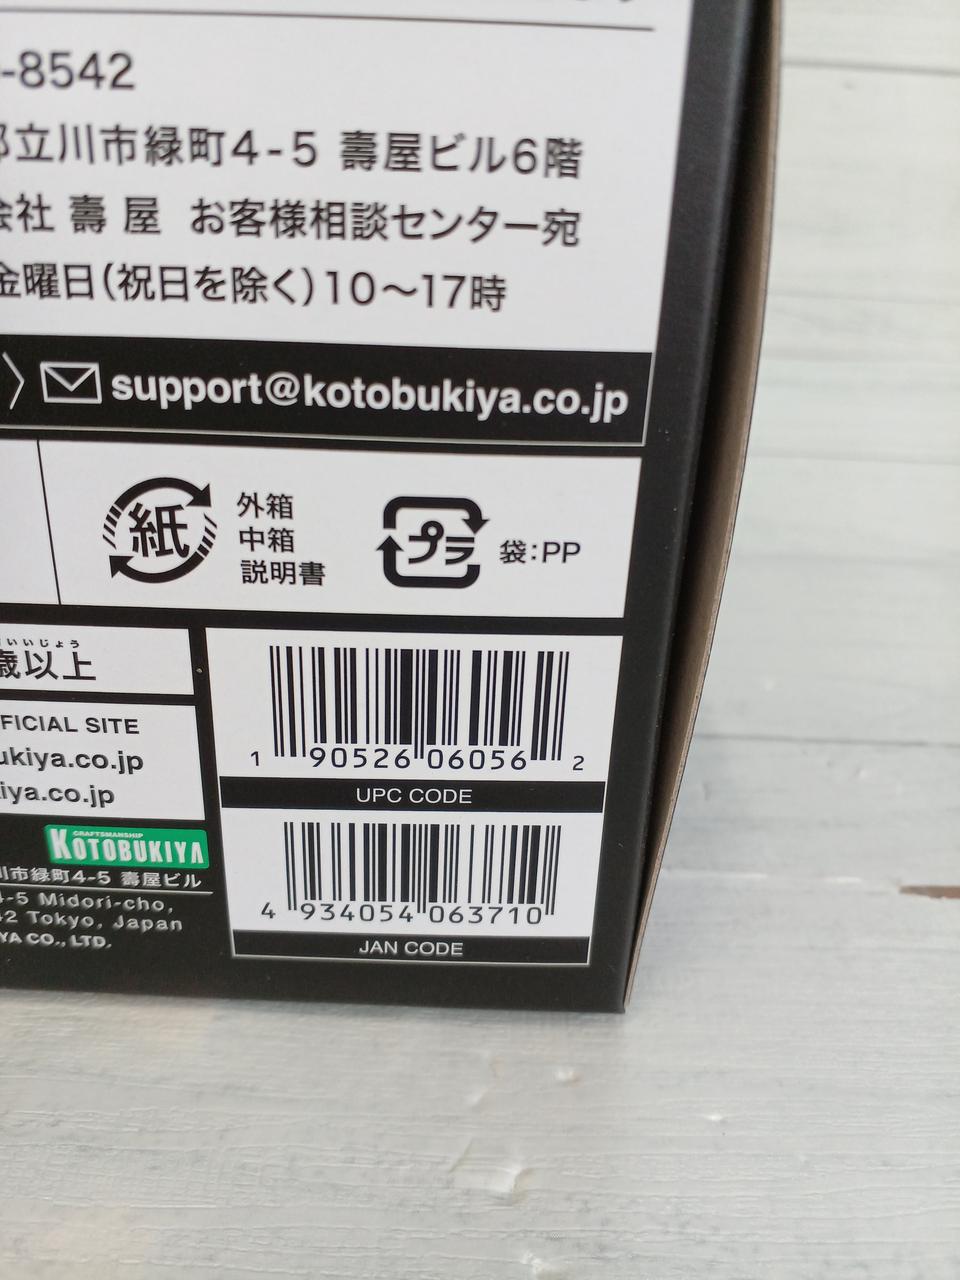 -8542
立川市緑町4-5 壽屋ビル6階
会社 壽屋 お客様相談センター宛
金曜日(祝日を除く)10～17時
support@kotobukiya.co.jp
紙
外箱
中箱
説明書
プラ
袋:PP
いじょう
歳以上
FICIAL SITE
ukiya.co.jp
iya.co.jp
1 90526 06056 2
UPC CODE
CRAFTSMANSHIP
KOTOBUKIYA
川市緑町4-5 壽屋ビル
4-5 Midori-cho,
2 Tokyo, Japan
YA CO., LTD.
4 934054 063710
JAN CODE